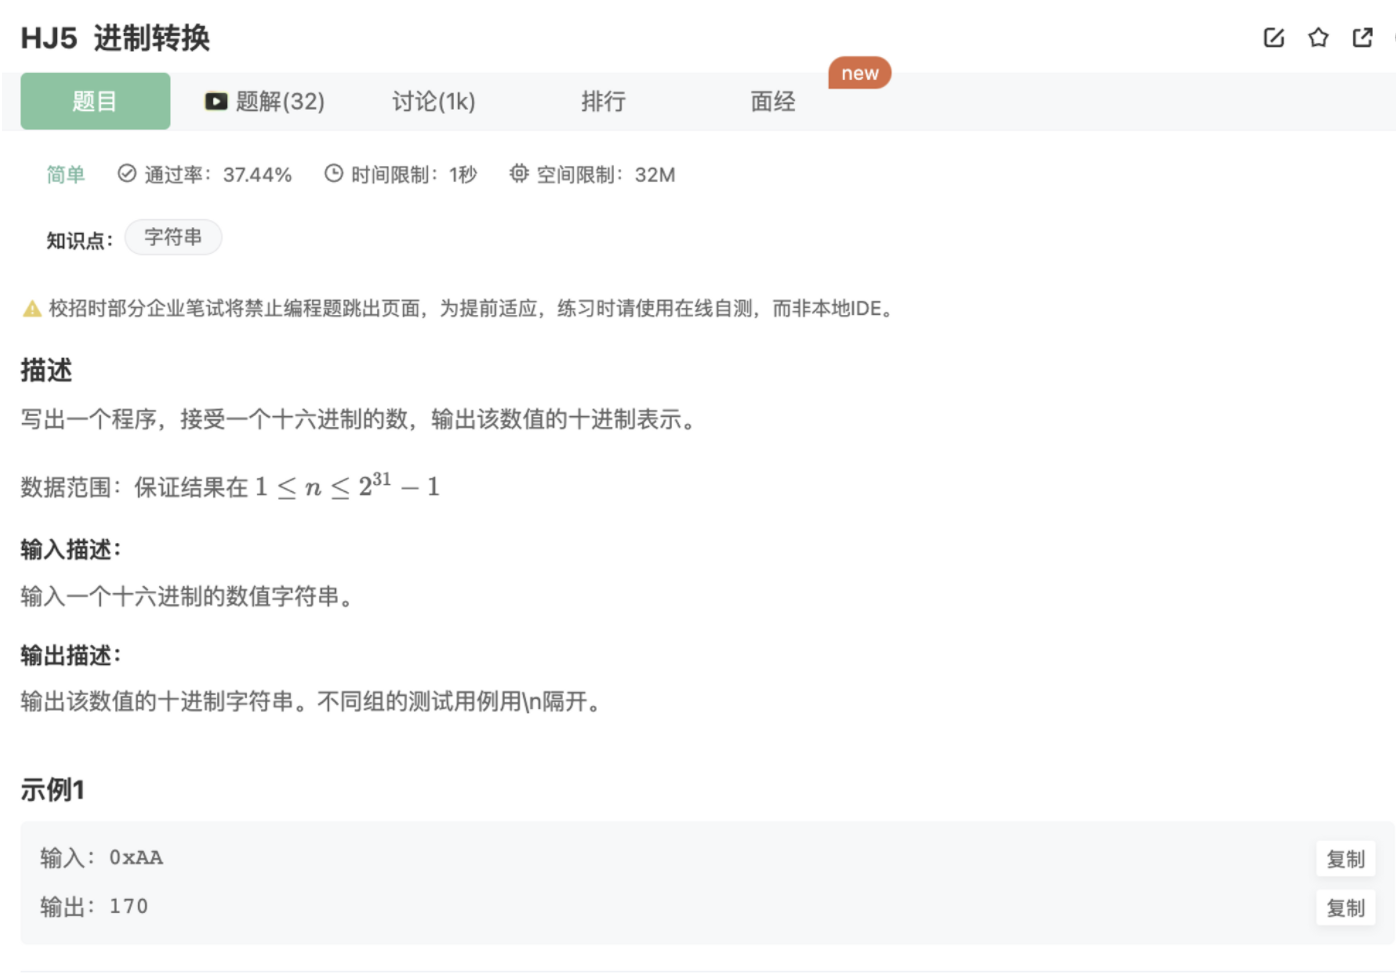 HJ5 进制转换
题目
题解(32)
讨论(1k)
排行
面经
new
简单
通过率：37.44%
时间限制：1秒
空间限制：32M
知识点：
字符串
校招时部分企业笔试将禁止编程题跳出页面，为提前适应，练习时请使用在线自测，而非本地IDE。
描述
写出一个程序，接受一个十六进制的数，输出该数值的十进制表示。
数据范围：保证结果在 1 ≤ n ≤ 2³¹ − 1
输入描述：
输入一个十六进制的数值字符串。
输出描述：
输出该数值的十进制字符串。不同组的测试用例用\n隔开。
示例1
输入：0xAA
复制
输出：170
复制